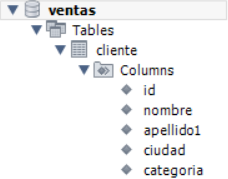 ventas
Tables
cliente
Columns
id
nombre
apellido1
ciudad
categoria